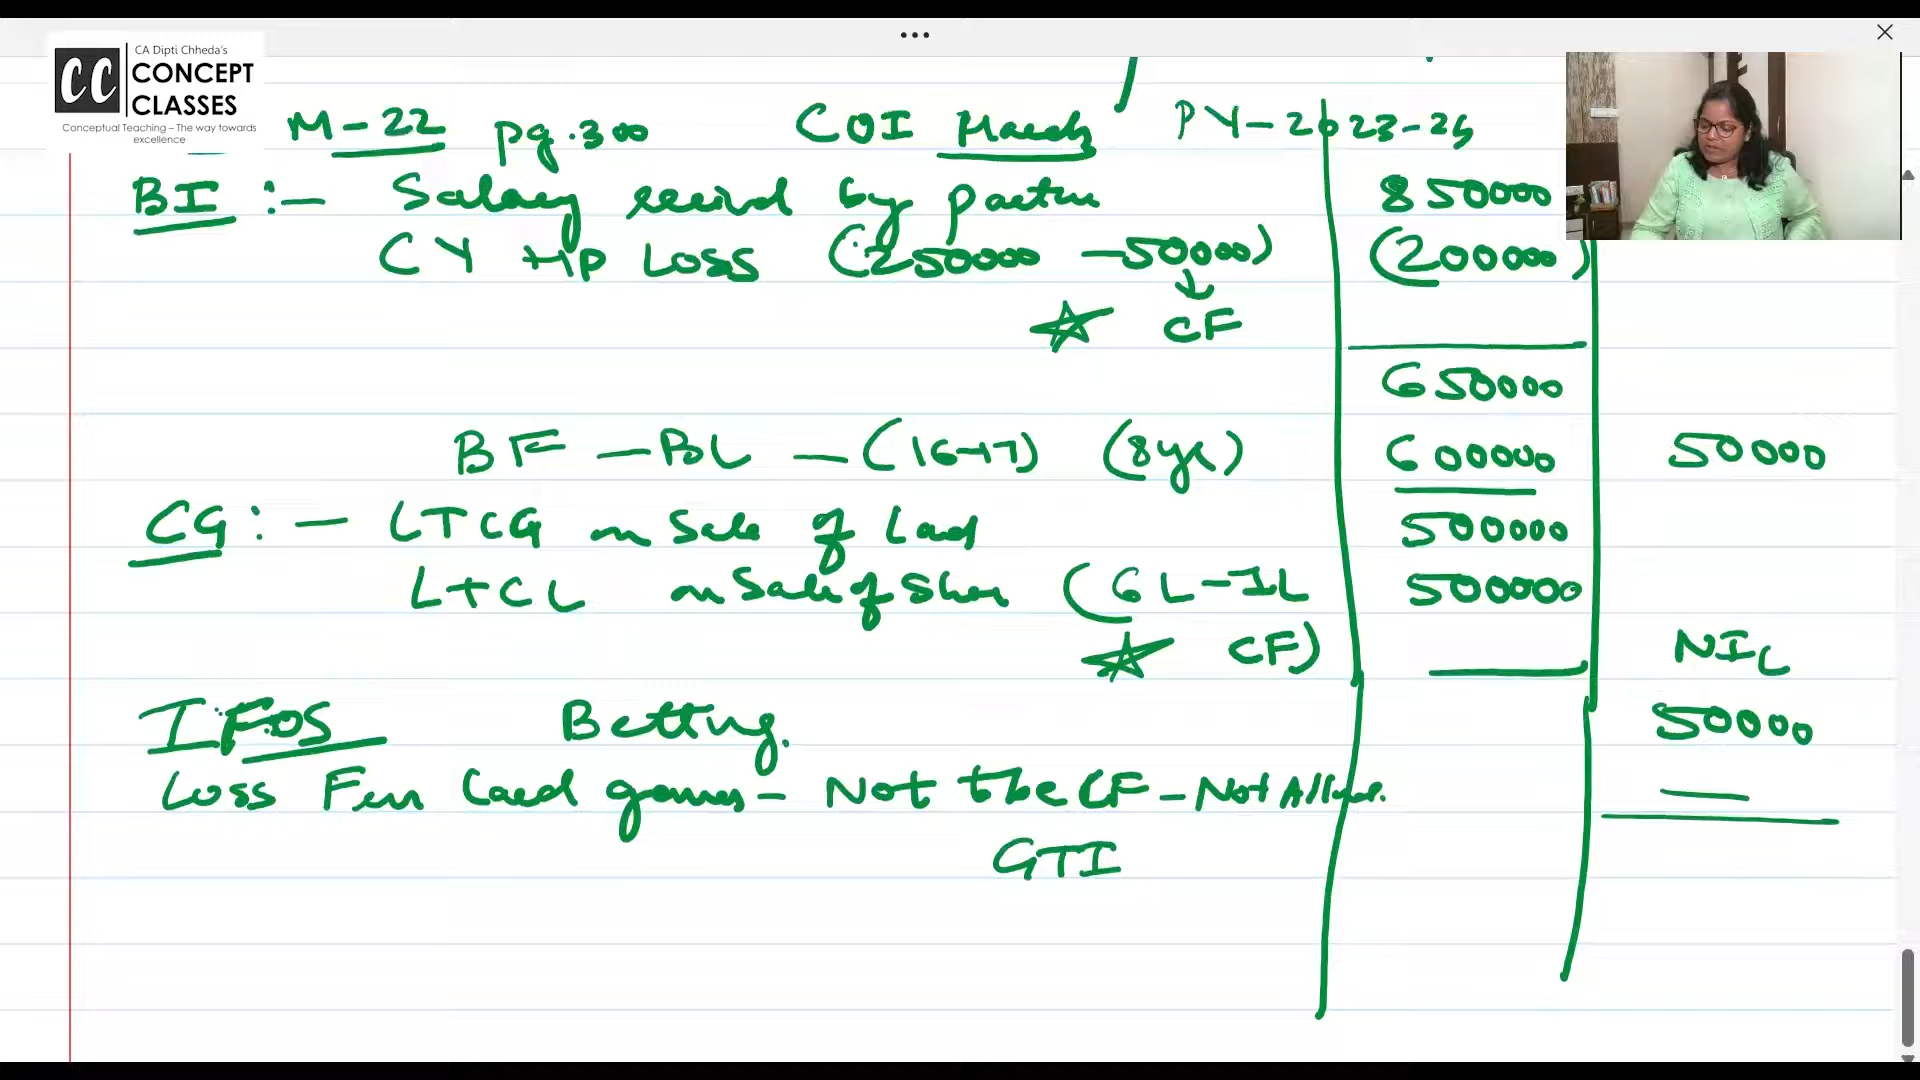 CA Dipti Chheda's
CC CONCEPT
CLASSES
Conceptual Teaching – The way towards
excellence
M-22 pg.300 COI PY-2023-24
BI :- Salary received by partner 850000
CY HP Loss (250000 -50000) (200000)
CF
650000
BF - BL - (16-17) (8yr) 600000 50000
CG :- LTCG on Sale of Land 500000
LTCL on Sale of Share (6L-1L 500000
CF) NIL
IFOS Betting. 50000
Loss From Card games - Not the CF - Not Allowed.
GTI